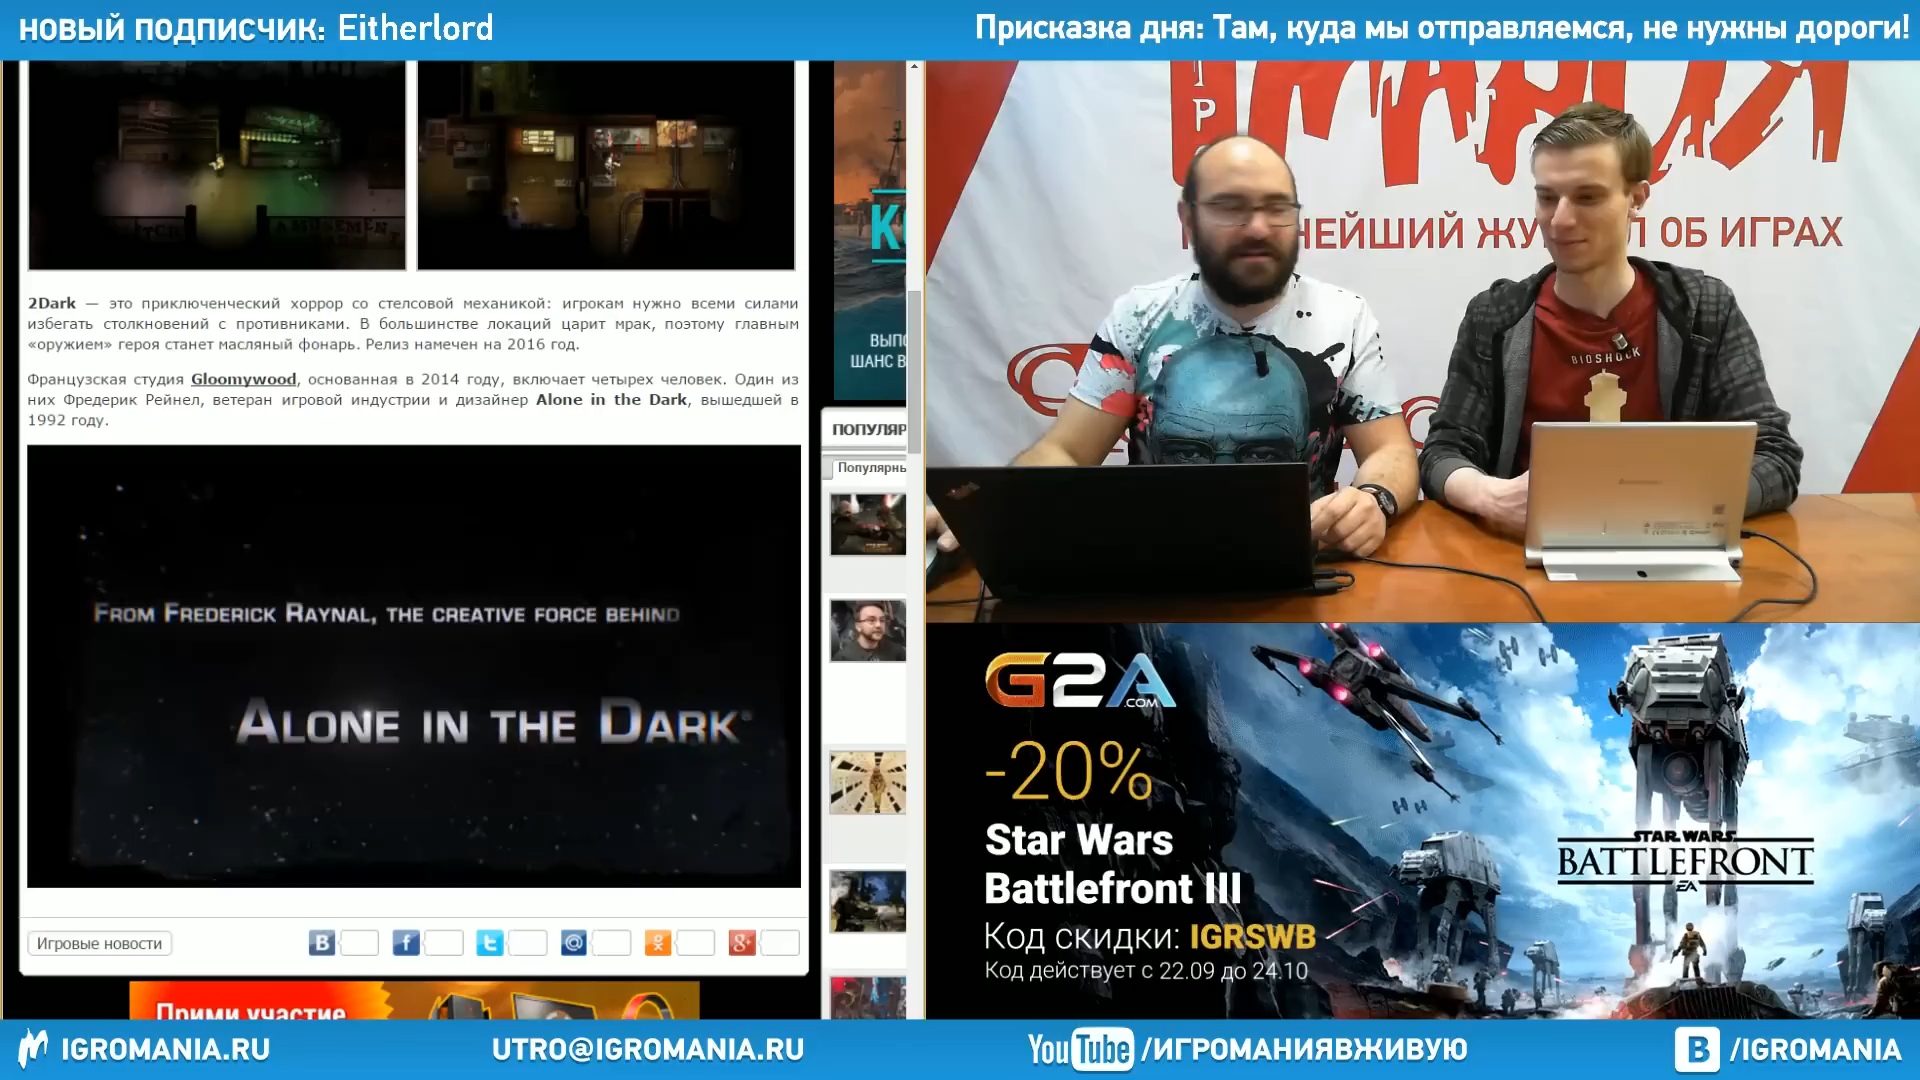 НОВЫЙ ПОДПИСЧИК: Eitherlord
Присказка дня: Там, куда мы отправляемся, не нужны дороги!
2Dark — это приключенческий хоррор со стелсовой механикой: игрокам нужно всеми силами
избегать столкновений с противниками. В большинстве локаций царит мрак, поэтому главным
«оружием» героя станет масляный фонарь. Релиз намечен на 2016 год.
Французская студия Gloomywood, основанная в 2014 году, включает четырех человек. Один из
них Фредерик Рейнел, ветеран игровой индустрии и дизайнер Alone in the Dark, вышедшей в
1992 году.
FROM FREDERICK RAYNAL, THE CREATIVE FORCE BEHIND
ALONE IN THE DARK
Игровые новости
Прими участие
ВЫПО
ШАНС В
ПОПУЛЯР
Популярны
НЕЙШИЙ ЖУ Л ОБ ИГРАХ
BIOSHOCK
G2A
.COM
-20%
Star Wars
Battlefront III
Код скидки: IGRSWB
Код действует с 22.09 до 24.10
STAR WARS
BATTLEFRONT
EA
IGROMANIA.RU
UTRO@IGROMANIA.RU
YouTube /ИГРОМАНИЯВЖИВУЮ
В /IGROMANIA